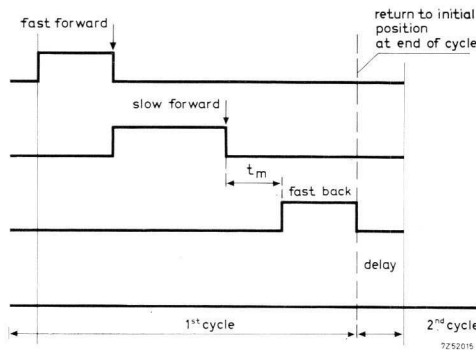 fast forward
return to initial
position
at end of cycle
slow forward
tm
fast back
delay
1st cycle
2nd cycle
7Z52015